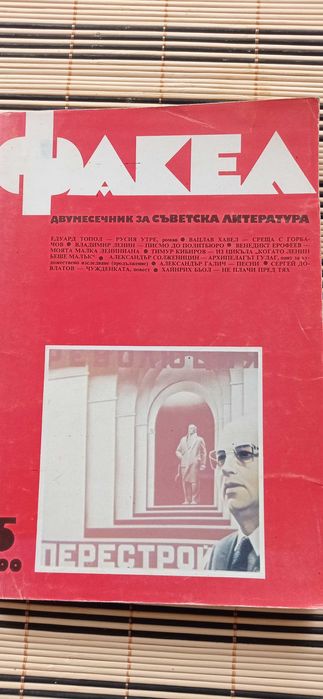 ФАКЕЛ
ДВУМЕСЕЧНИК ЗА СЪВЕТСКА ЛИТЕРАТУРА
ЕДУАРД ТОПОЛ — РУСИЯ УТРЕ, роман ● ВАЦЛАВ ХАВЕЛ — СРЕЩА С ГОРБА-
ЧОВ ● ВЛАДИМИР ЛЕНИН — ПИСМО ДО ПОЛИТБЮРО ● ВЕНЕДИКТ ЕРОФЕЕВ —
МОЯТА МАЛКА ЛЕНИНИАНА ● ТИМУР КИБИРОВ — ИЗ ЦИКЪЛА „КОГАТО ЛЕНИН
БЕШЕ МАЛЪК“ ● АЛЕКСАНДЪР СОЛЖЕНИЦИН — АРХИПЕЛАГЪТ ГУЛАГ, опит за ху-
дожествено изследване (продължение) ● АЛЕКСАНДЪР ГАЛИЧ — ПЕСНИ ● СЕРГЕЙ ДО-
ВЛАТОВ — ЧУЖДЕНКАТА, повест ● ХАЙНРИХ БЬОЛ — НЕ ПЛАЧИ ПРЕД ТЯХ
ПЕРЕСТРОЙ
5